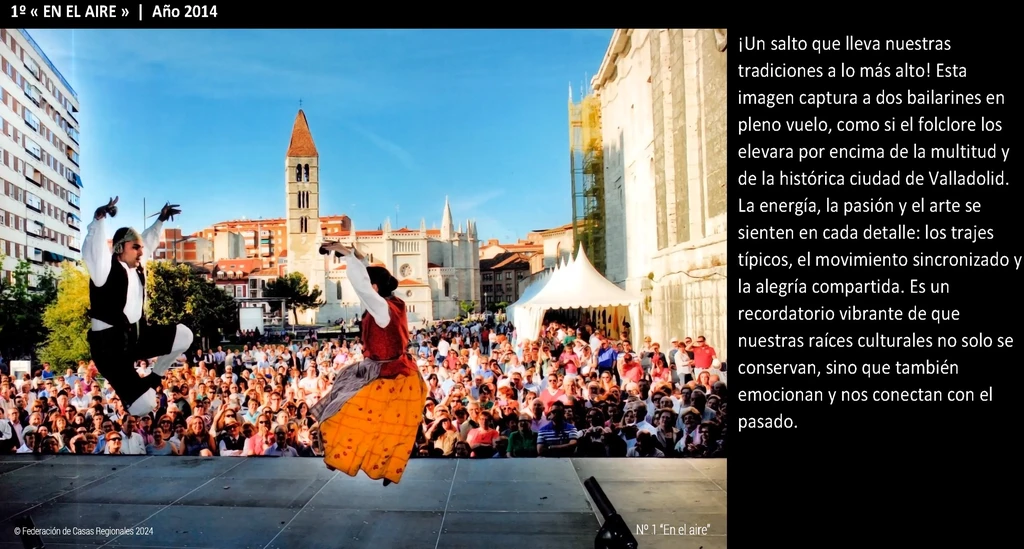 1º « EN EL AIRE » | Año 2014
¡Un salto que lleva nuestras
tradiciones a lo más alto! Esta
imagen captura a dos bailarines en
pleno vuelo, como si el folclore los
elevara por encima de la multitud y
de la histórica ciudad de Valladolid.
La energía, la pasión y el arte se
sienten en cada detalle: los trajes
típicos, el movimiento sincronizado y
la alegría compartida. Es un
recordatorio vibrante de que
nuestras raíces culturales no solo se
conservan, sino que también
emocionan y nos conectan con el
pasado.
© Federación de Casas Regionales 2024
Nº 1 "En el aire"